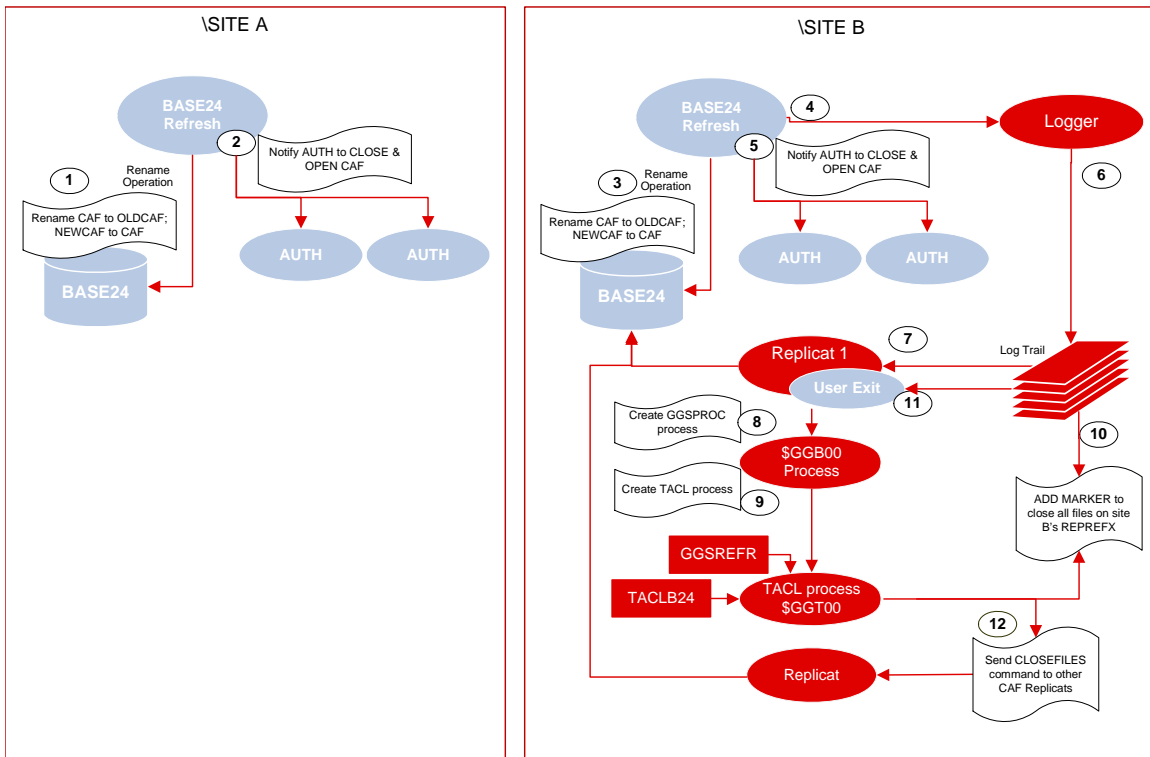 \SITE A
BASE24
Refresh
2
Notify AUTH to CLOSE &
OPEN CAF
1
Rename
Operation
Rename CAF to OLDCAF;
NEWCAF to CAF
AUTH
AUTH
BASE24
\SITE B
BASE24
Refresh
4
Logger
5
Notify AUTH to CLOSE &
OPEN CAF
3
Rename
Operation
6
Rename CAF to OLDCAF;
NEWCAF to CAF
AUTH
AUTH
BASE24
Replicat 1
7
Log Trail
User Exit
11
Create GGSPROC
process
8
10
$GGB00
Process
Create TACL process
9
ADD MARKER to
close all files on site
B's REPREFX
GGSREFR
TACLB24
TACL process
$GGT00
12
Send CLOSEFILES
command to other
CAF Replicats
Replicat